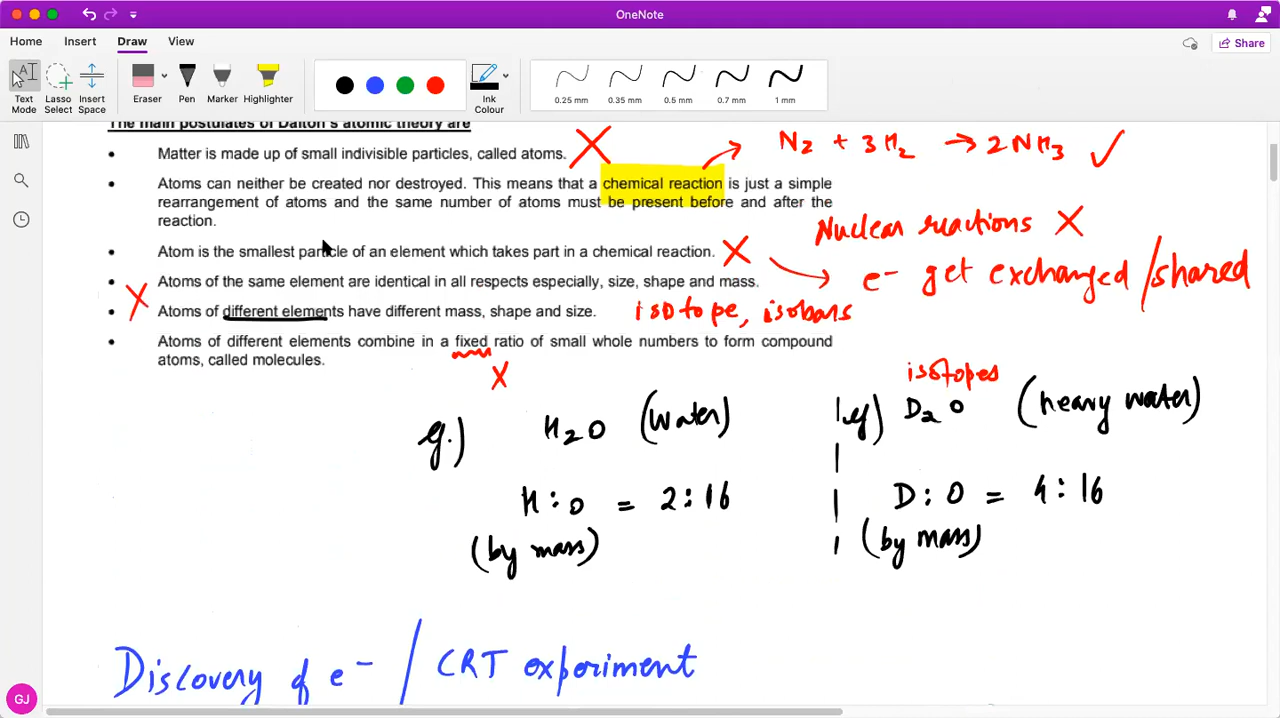 OneNote
Home Insert Draw View
Share
Text Mode
Lasso Select
Insert Space
Eraser
Pen
Marker
Highlighter
Ink Colour
0.25 mm
0.35 mm
0.5 mm
0.7 mm
1 mm
The main postulates of Dalton's atomic theory are
• Matter is made up of small indivisible particles, called atoms. X
N2 + 3H2 → 2NH3 ✓
• Atoms can neither be created nor destroyed. This means that a chemical reaction is just a simple
rearrangement of atoms and the same number of atoms must be present before and after the
reaction.
Nuclear reactions X
• Atom is the smallest particle of an element which takes part in a chemical reaction. X
e- get exchanged/shared
• Atoms of the same element are identical in all respects especially, size, shape and mass.
X
• Atoms of different elements have different mass, shape and size.
isotope, isobars
• Atoms of different elements combine in a fixed ratio of small whole numbers to form compound
atoms, called molecules.
X
isotopes
eg.) H2O (water)
eg) D2O (heavy water)
H : O = 2 : 16
D : O = 4 : 16
(by mass)
(by mass)
Discovery of e- / CRT experiment
GJ